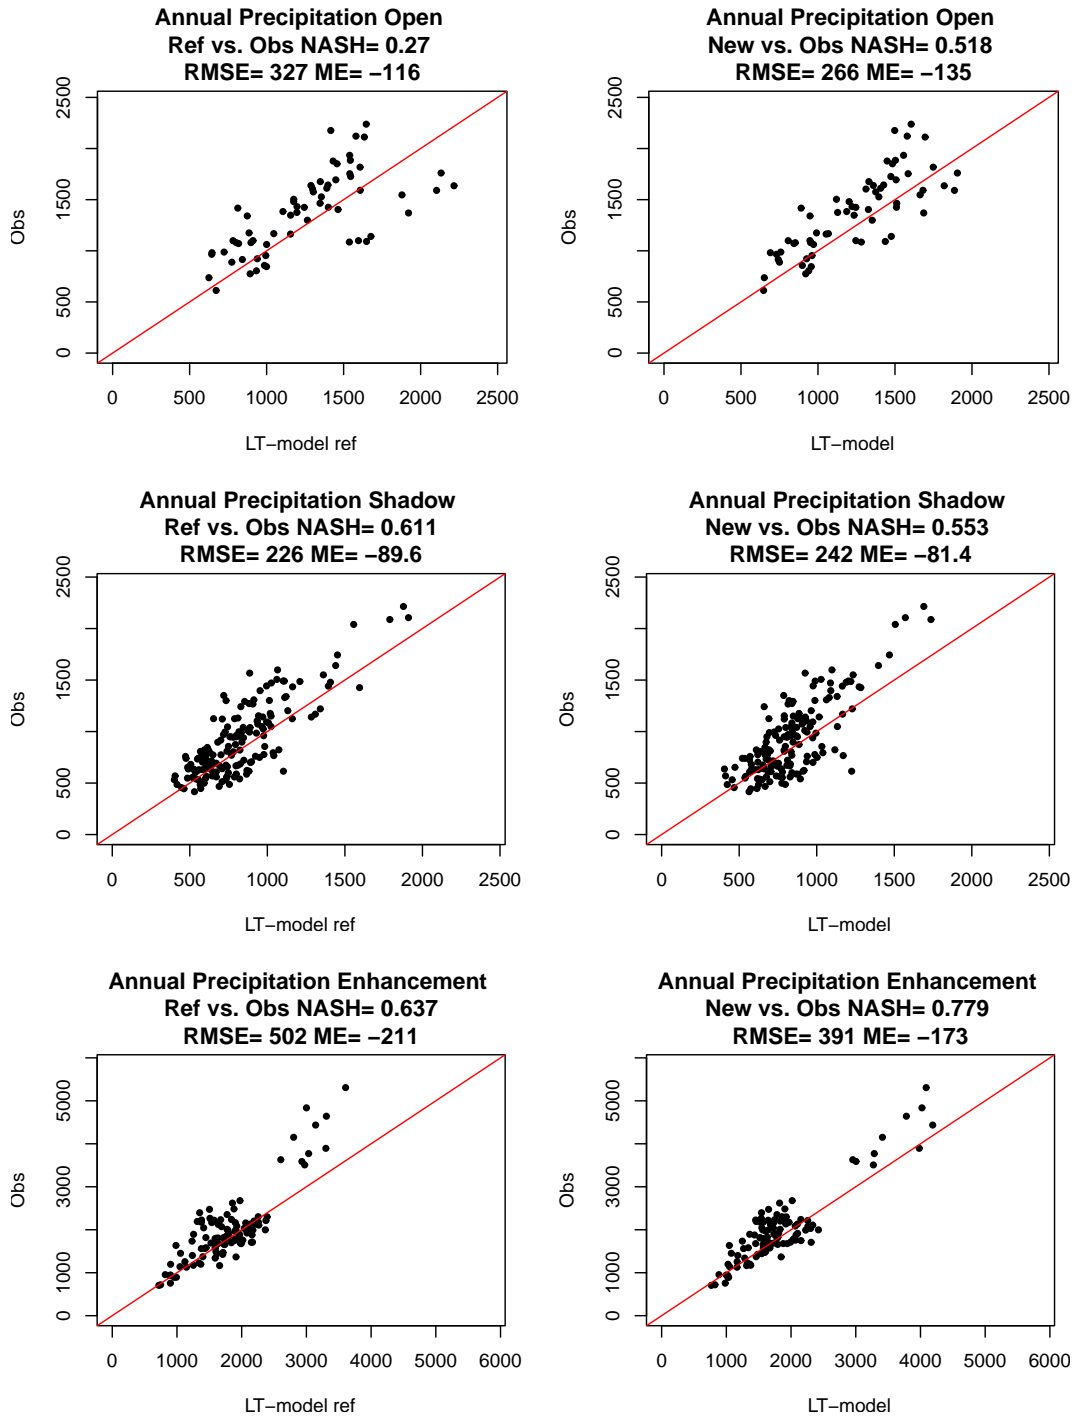 Annual Precipitation Open
Ref vs. Obs NASH= 0.27
RMSE= 327 ME= −116
2500
1500
500
0
Obs
0 500 1000 1500 2000 2500
LT−model ref
Annual Precipitation Open
New vs. Obs NASH= 0.518
RMSE= 266 ME= −135
2500
1500
500
0
Obs
0 500 1000 1500 2000 2500
LT−model
Annual Precipitation Shadow
Ref vs. Obs NASH= 0.611
RMSE= 226 ME= −89.6
2500
1500
500
0
Obs
0 500 1000 1500 2000 2500
LT−model ref
Annual Precipitation Shadow
New vs. Obs NASH= 0.553
RMSE= 242 ME= −81.4
2500
1500
500
0
Obs
0 500 1000 1500 2000 2500
LT−model
Annual Precipitation Enhancement
Ref vs. Obs NASH= 0.637
RMSE= 502 ME= −211
5000
3000
1000
0
Obs
0 1000 2000 3000 4000 5000 6000
LT−model ref
Annual Precipitation Enhancement
New vs. Obs NASH= 0.779
RMSE= 391 ME= −173
5000
3000
1000
0
Obs
0 1000 2000 3000 4000 5000 6000
LT−model